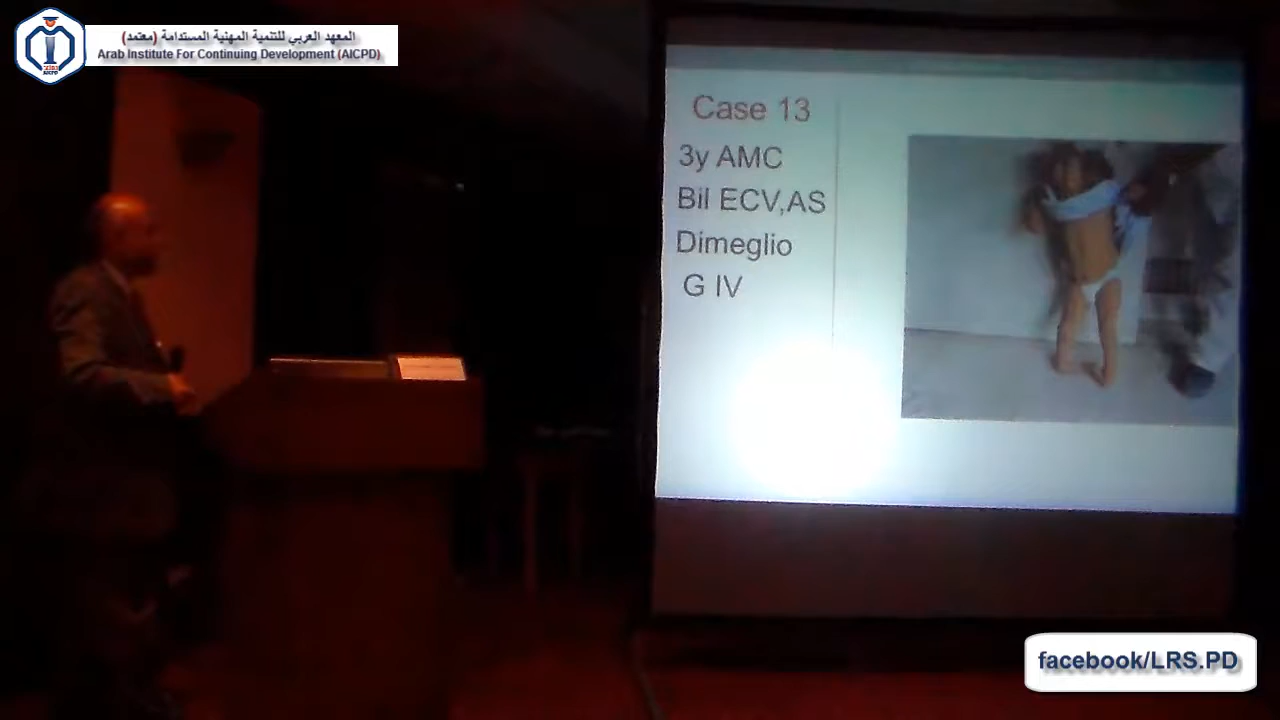 المعهد العربي للتنمية المهنية المستدامة (معتمد)
Arab Institute For Continuing Development (AICPD)
AICPD
Case 13
3y AMC
Bil ECV,AS
Dimeglio
G IV
facebook/LRS.PD